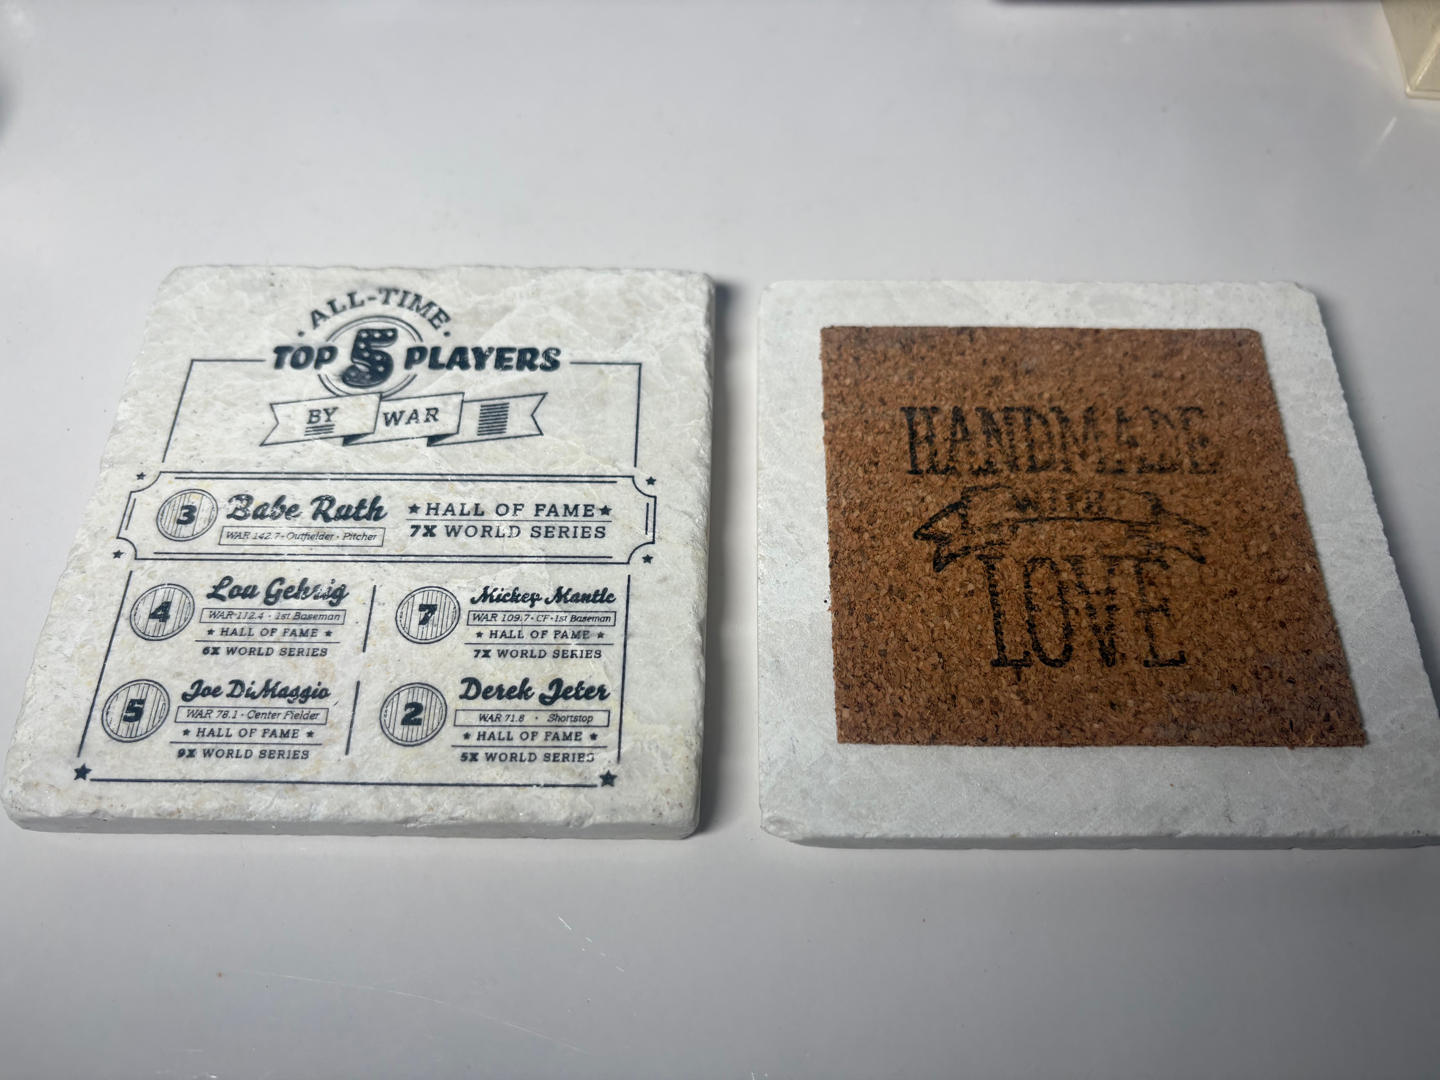 ALL-TIME
TOP 5 PLAYERS
BY WAR
3 Babe Ruth
WAR 142.7 · Outfielder · Pitcher
★ HALL OF FAME ★
7X WORLD SERIES
4 Lou Gehrig
WAR 112.4 · 1st Baseman
★ HALL OF FAME ★
6X WORLD SERIES
7 Mickey Mantle
WAR 109.7 · CF · 1st Baseman
★ HALL OF FAME ★
7X WORLD SERIES
5 Joe DiMaggio
WAR 78.1 · Center Fielder
★ HALL OF FAME ★
9X WORLD SERIES
2 Derek Jeter
WAR 71.8 · Shortstop
★ HALL OF FAME ★
5X WORLD SERIES
HANDMADE
WITH
LOVE